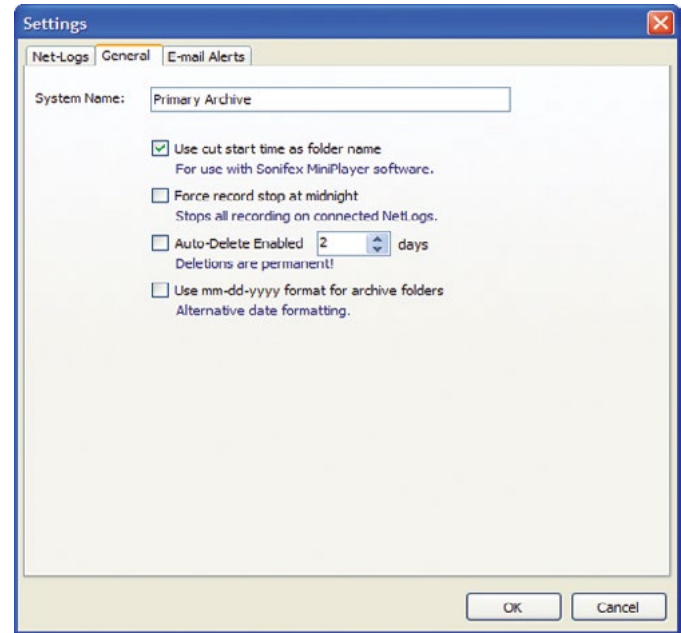 Settings
Net-Logs General E-mail Alerts
System Name: Primary Archive
Use cut start time as folder name
For use with Sonifex MiniPlayer software.
Force record stop at midnight
Stops all recording on connected NetLogs.
Auto-Delete Enabled 2 days
Deletions are permanent!
Use mm-dd-yyyy format for archive folders
Alternative date formatting.
OK Cancel